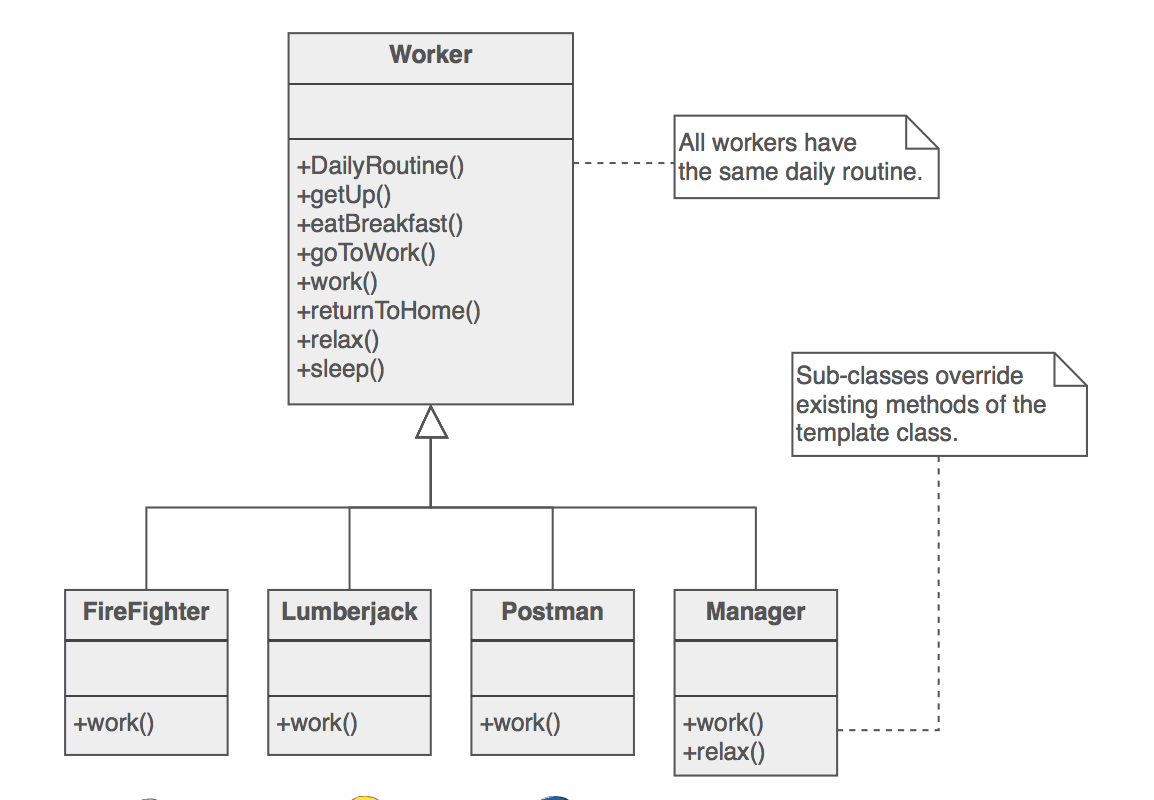 Worker
+DailyRoutine()
+getUp()
+eatBreakfast()
+goToWork()
+work()
+returnToHome()
+relax()
+sleep()
All workers have
the same daily routine.
Sub-classes override
existing methods of the
template class.
FireFighter
+work()
Lumberjack
+work()
Postman
+work()
Manager
+work()
+relax()